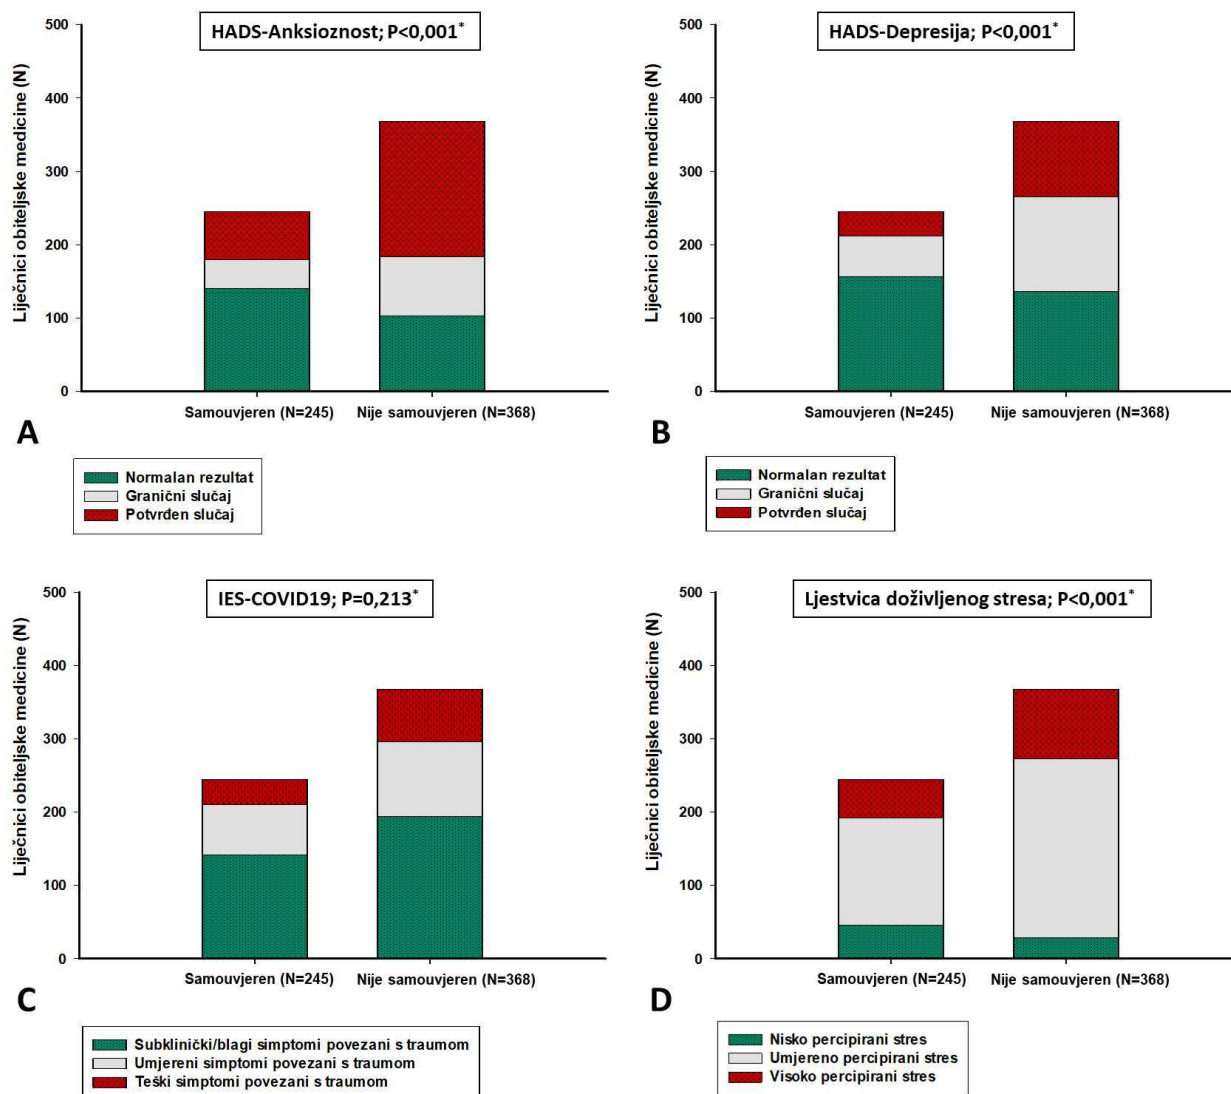 HADS-Anksioznost; P<0,001*
Liječnici obiteljske medicine (N)
500
400
300
200
100
0
Samouvjeren (N=245)
Nije samouvjeren (N=368)
A
Normalan rezultat
Granični slučaj
Potvrđen slučaj
HADS-Depresija; P<0,001*
Liječnici obiteljske medicine (N)
500
400
300
200
100
0
Samouvjeren (N=245)
Nije samouvjeren (N=368)
B
Normalan rezultat
Granični slučaj
Potvrđen slučaj
IES-COVID19; P=0,213*
Liječnici obiteljske medicine (N)
500
400
300
200
100
0
Samouvjeren (N=245)
Nije samouvjeren (N=368)
C
Subklinički/blagi simptomi povezani s traumom
Umjereni simptomi povezani s traumom
Teški simptomi povezani s traumom
Ljestvica doživljenog stresa; P<0,001*
Liječnici obiteljske medicine (N)
500
400
300
200
100
0
Samouvjeren (N=245)
Nije samouvjeren (N=368)
D
Nisko percipirani stres
Umjereno percipirani stres
Visoko percipirani stres